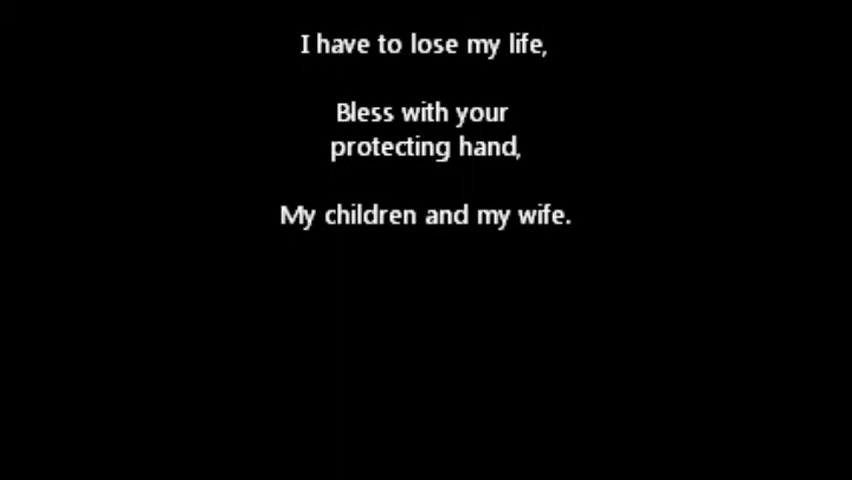 I have to lose my life,
Bless with your
protecting hand,
My children and my wife.